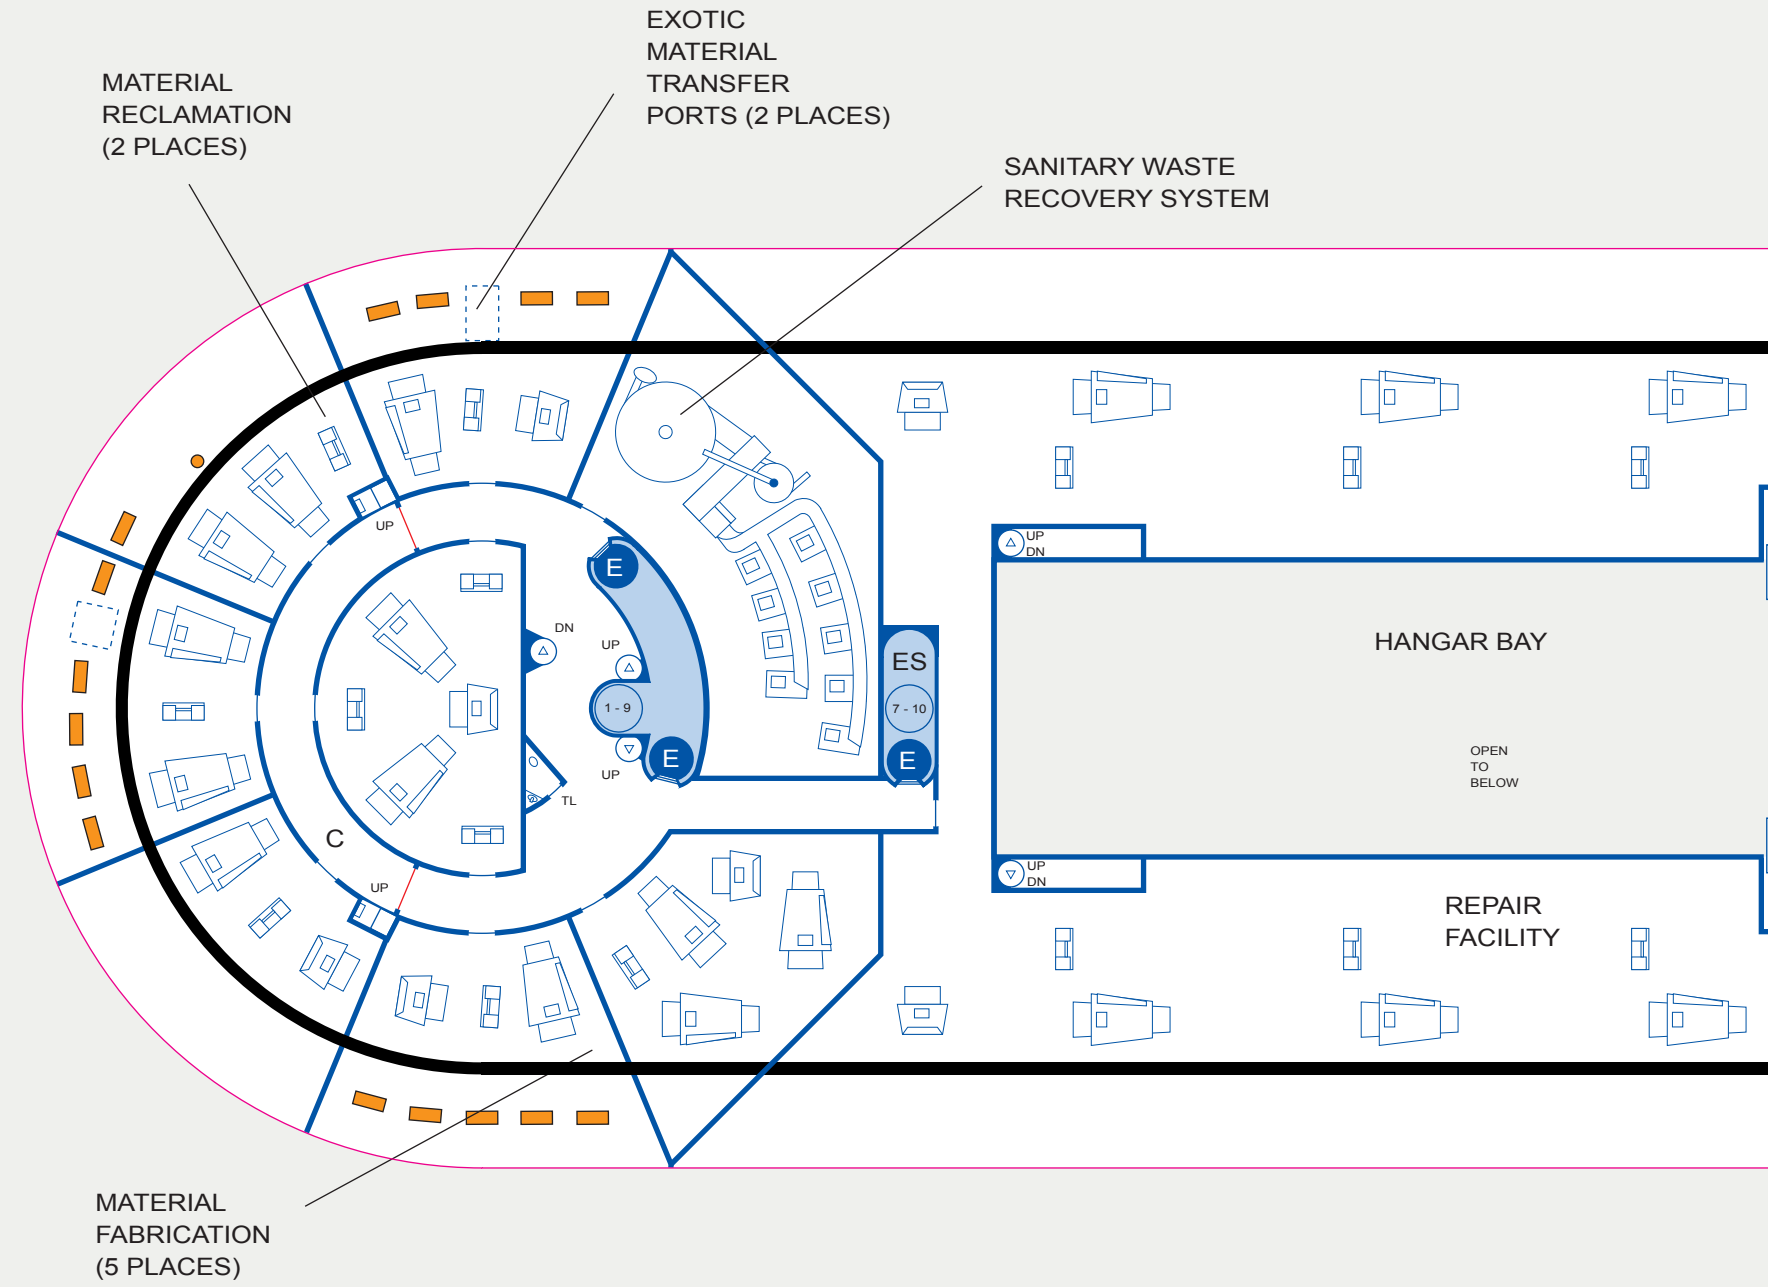 EXOTIC
MATERIAL
TRANSFER
PORTS (2 PLACES)
MATERIAL
RECLAMATION
(2 PLACES)
SANITARY WASTE
RECOVERY SYSTEM
UP
UP
DN
E
DN
UP
HANGAR BAY
ES
1 - 9
7 - 10
E
E
UP
OPEN
TO
BELOW
TL
C
UP
UP
DN
REPAIR
FACILITY
MATERIAL
FABRICATION
(5 PLACES)